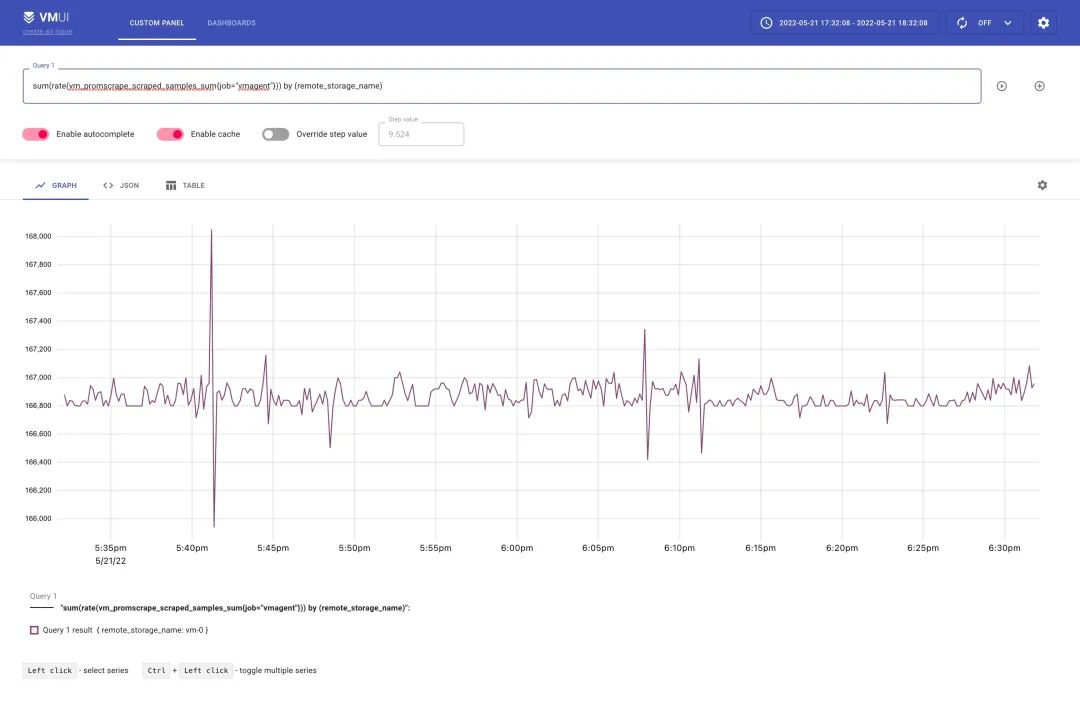 VMUI
create an issue
CUSTOM PANEL
DASHBOARDS
2022-05-21 17:32:08 - 2022-05-21 18:32:08
OFF
Query 1
sum(rate(vm_promscrape_scraped_samples_sum{job="vmagent"})) by (remote_storage_name)
Enable autocomplete
Enable cache
Override step value
Step value
9.524
GRAPH
JSON
TABLE
168,000
167,800
167,600
167,400
167,200
167,000
166,800
166,600
166,400
166,200
166,000
5:35pm 5:40pm 5:45pm 5:50pm 5:55pm 6:00pm 6:05pm 6:10pm 6:15pm 6:20pm 6:25pm 6:30pm
5/21/22
Query 1
"sum(rate(vm_promscrape_scraped_samples_sum{job="vmagent"})) by (remote_storage_name)":
Query 1 result { remote_storage_name: vm-0 }
Left click - select series Ctrl + Left click - toggle multiple series